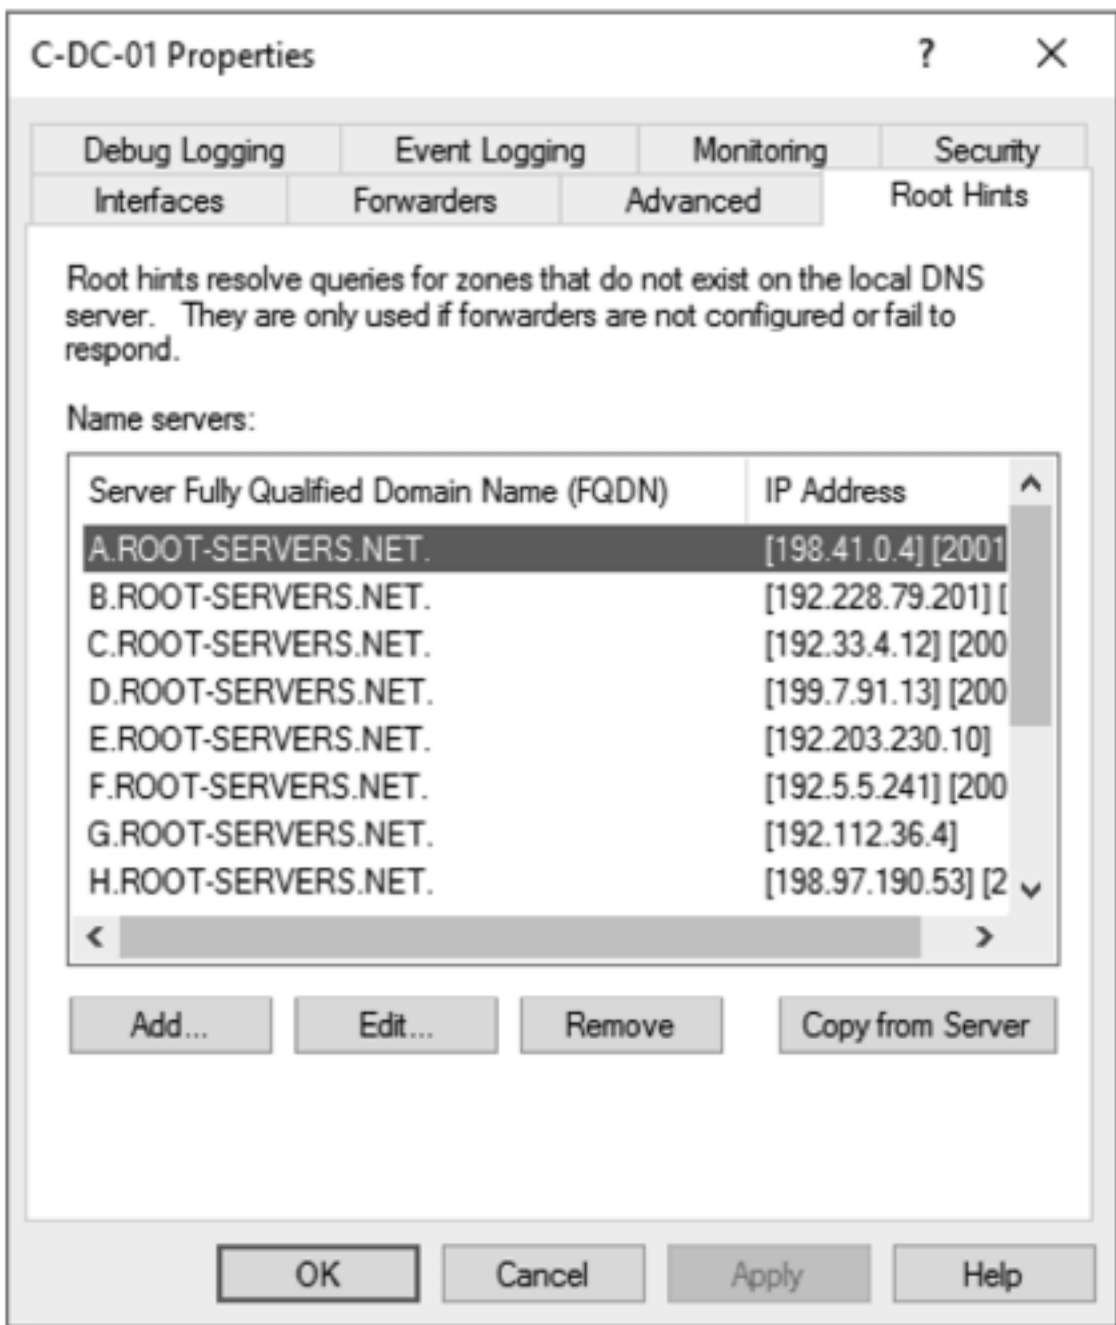 C-DC-01 Properties ? ×
Debug Logging Event Logging Monitoring Security
Interfaces Forwarders Advanced Root Hints
Root hints resolve queries for zones that do not exist on the local DNS
server. They are only used if forwarders are not configured or fail to
respond.
Name servers:
Server Fully Qualified Domain Name (FQDN) IP Address
A.ROOT-SERVERS.NET. [198.41.0.4] [2001
B.ROOT-SERVERS.NET. [192.228.79.201] [
C.ROOT-SERVERS.NET. [192.33.4.12] [200
D.ROOT-SERVERS.NET. [199.7.91.13] [200
E.ROOT-SERVERS.NET. [192.203.230.10]
F.ROOT-SERVERS.NET. [192.5.5.241] [200
G.ROOT-SERVERS.NET. [192.112.36.4]
H.ROOT-SERVERS.NET. [198.97.190.53] [2
Add... Edit... Remove Copy from Server
OK Cancel Apply Help